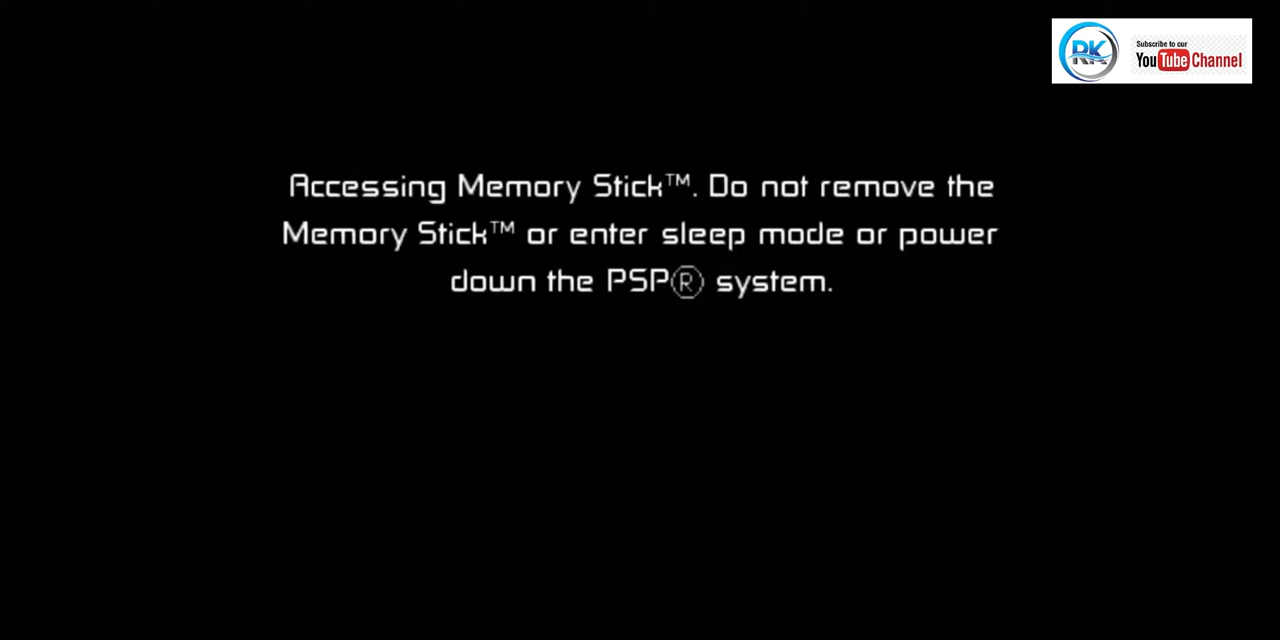 RK
Subscribe to our
YouTube Channel
Accessing Memory Stick™. Do not remove the
Memory Stick™ or enter sleep mode or power
down the PSP® system.